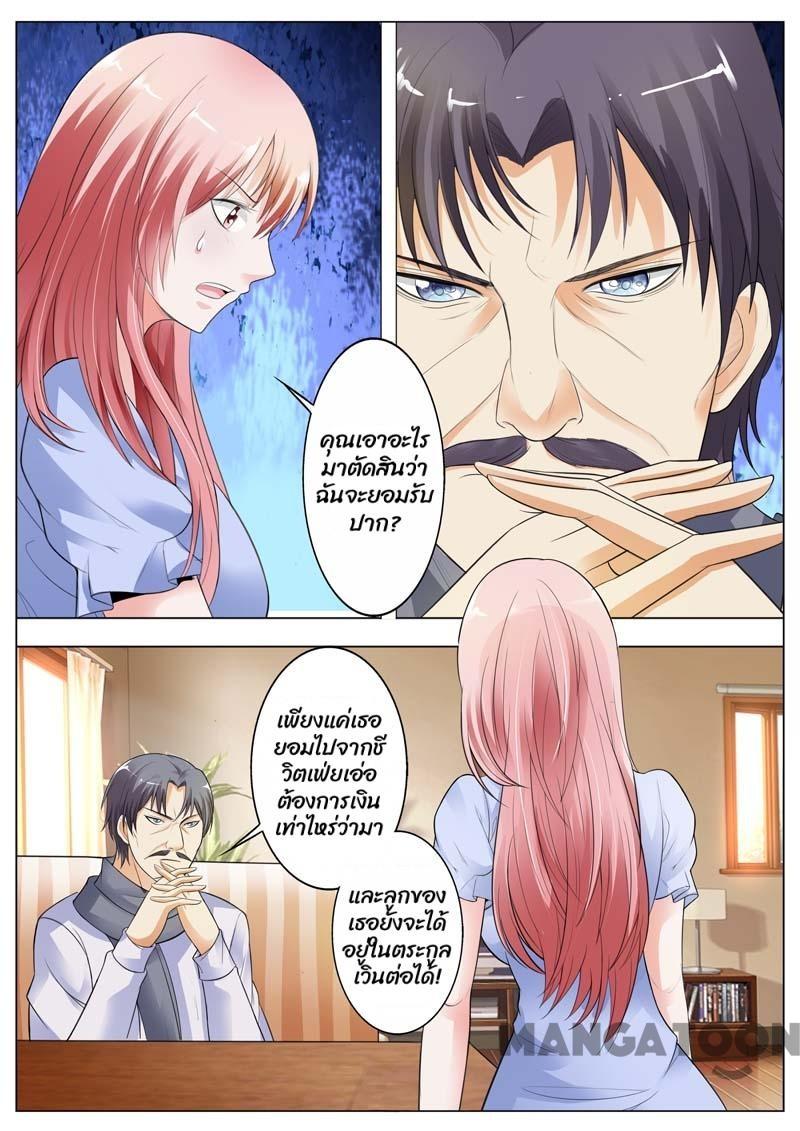 คุณเอาอะไร
มาตัดสินว่า
ฉันจะยอมรับ
ปาก?
เพียงแค่เธอ
ยอมไปจากชี
วิตเฟยเอ่อ
ต้องการเงิน
เท่าไหร่ว่ามา
และลูกของ
เธอยังจะได้
อยู่ในตระกูล
เวินต่อได้!
MANGATOON